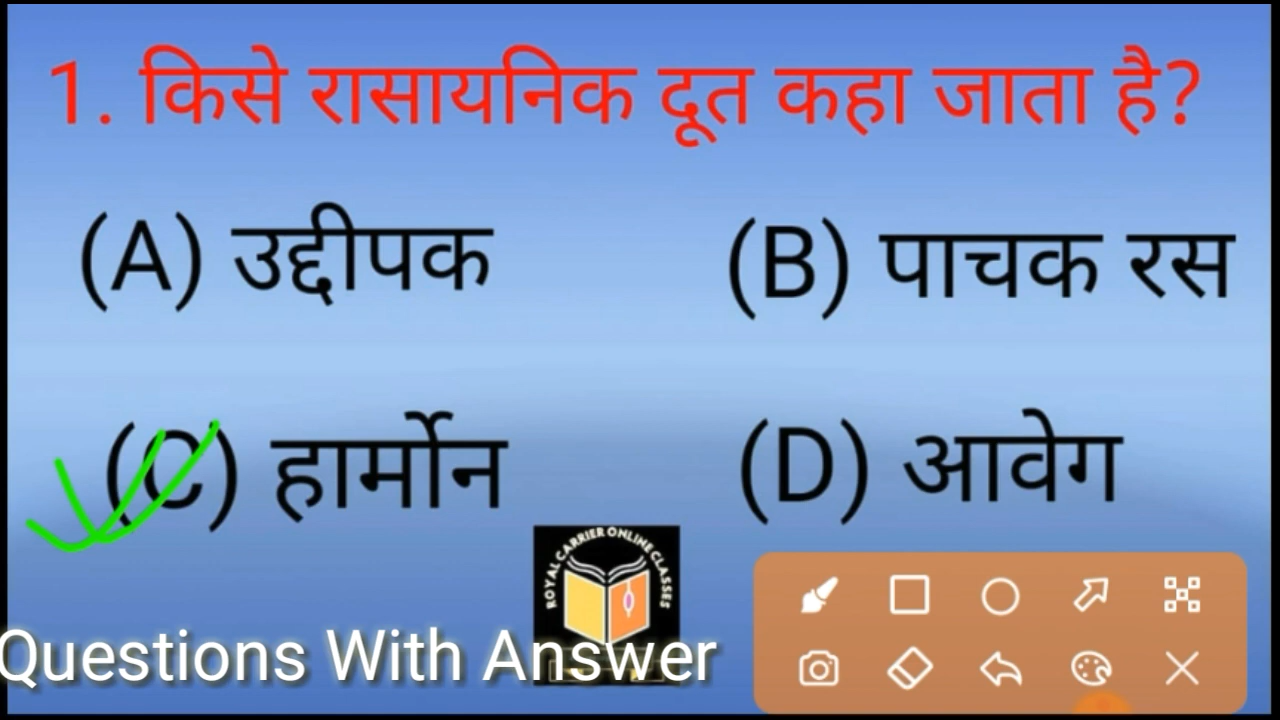 1. किसे रासायनिक दूत कहा जाता है?
(A) उद्दीपक (B) पाचक रस
(C) हार्मोन (D) आवेग
ROYAL CARRIER ONLINE CLASSES
Questions With Answer